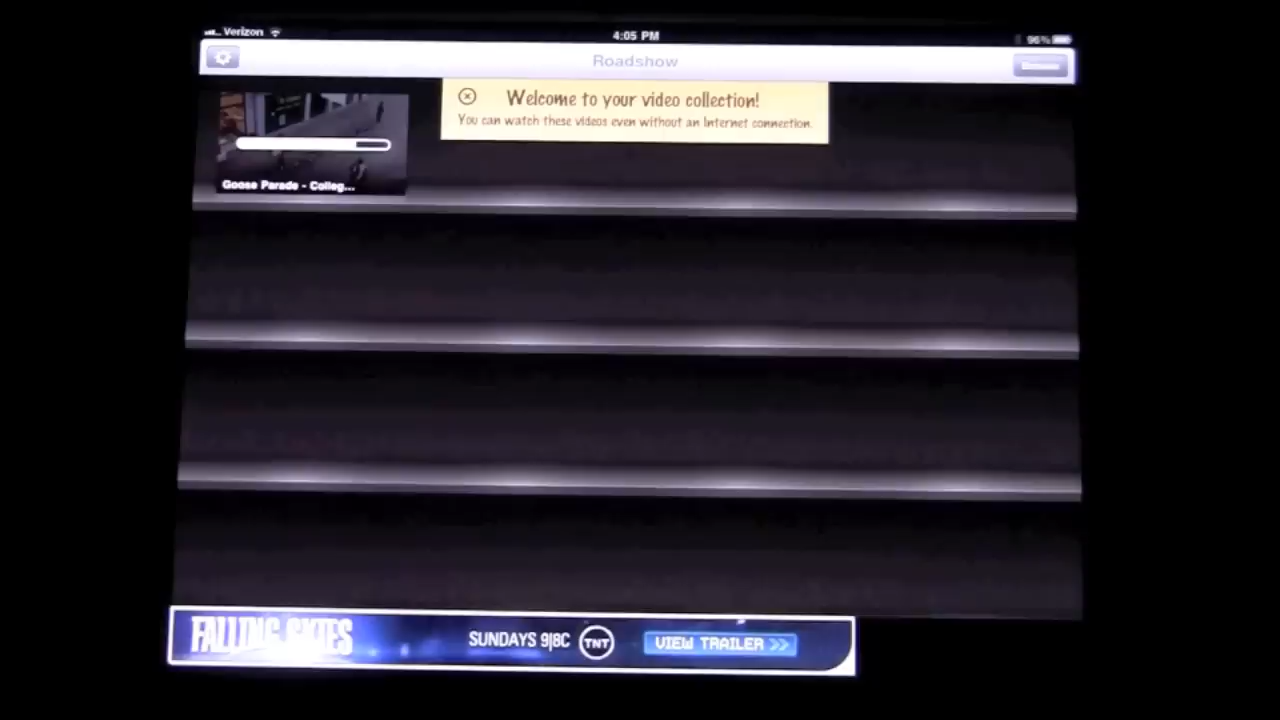 Verizon
4:05 PM
96%
Roadshow
Welcome to your video collection!
You can watch these videos even without an Internet connection.
Goose Parade - Colleg...
FALLING SKIES
SUNDAYS 9|8C
TNT
VIEW TRAILER >>